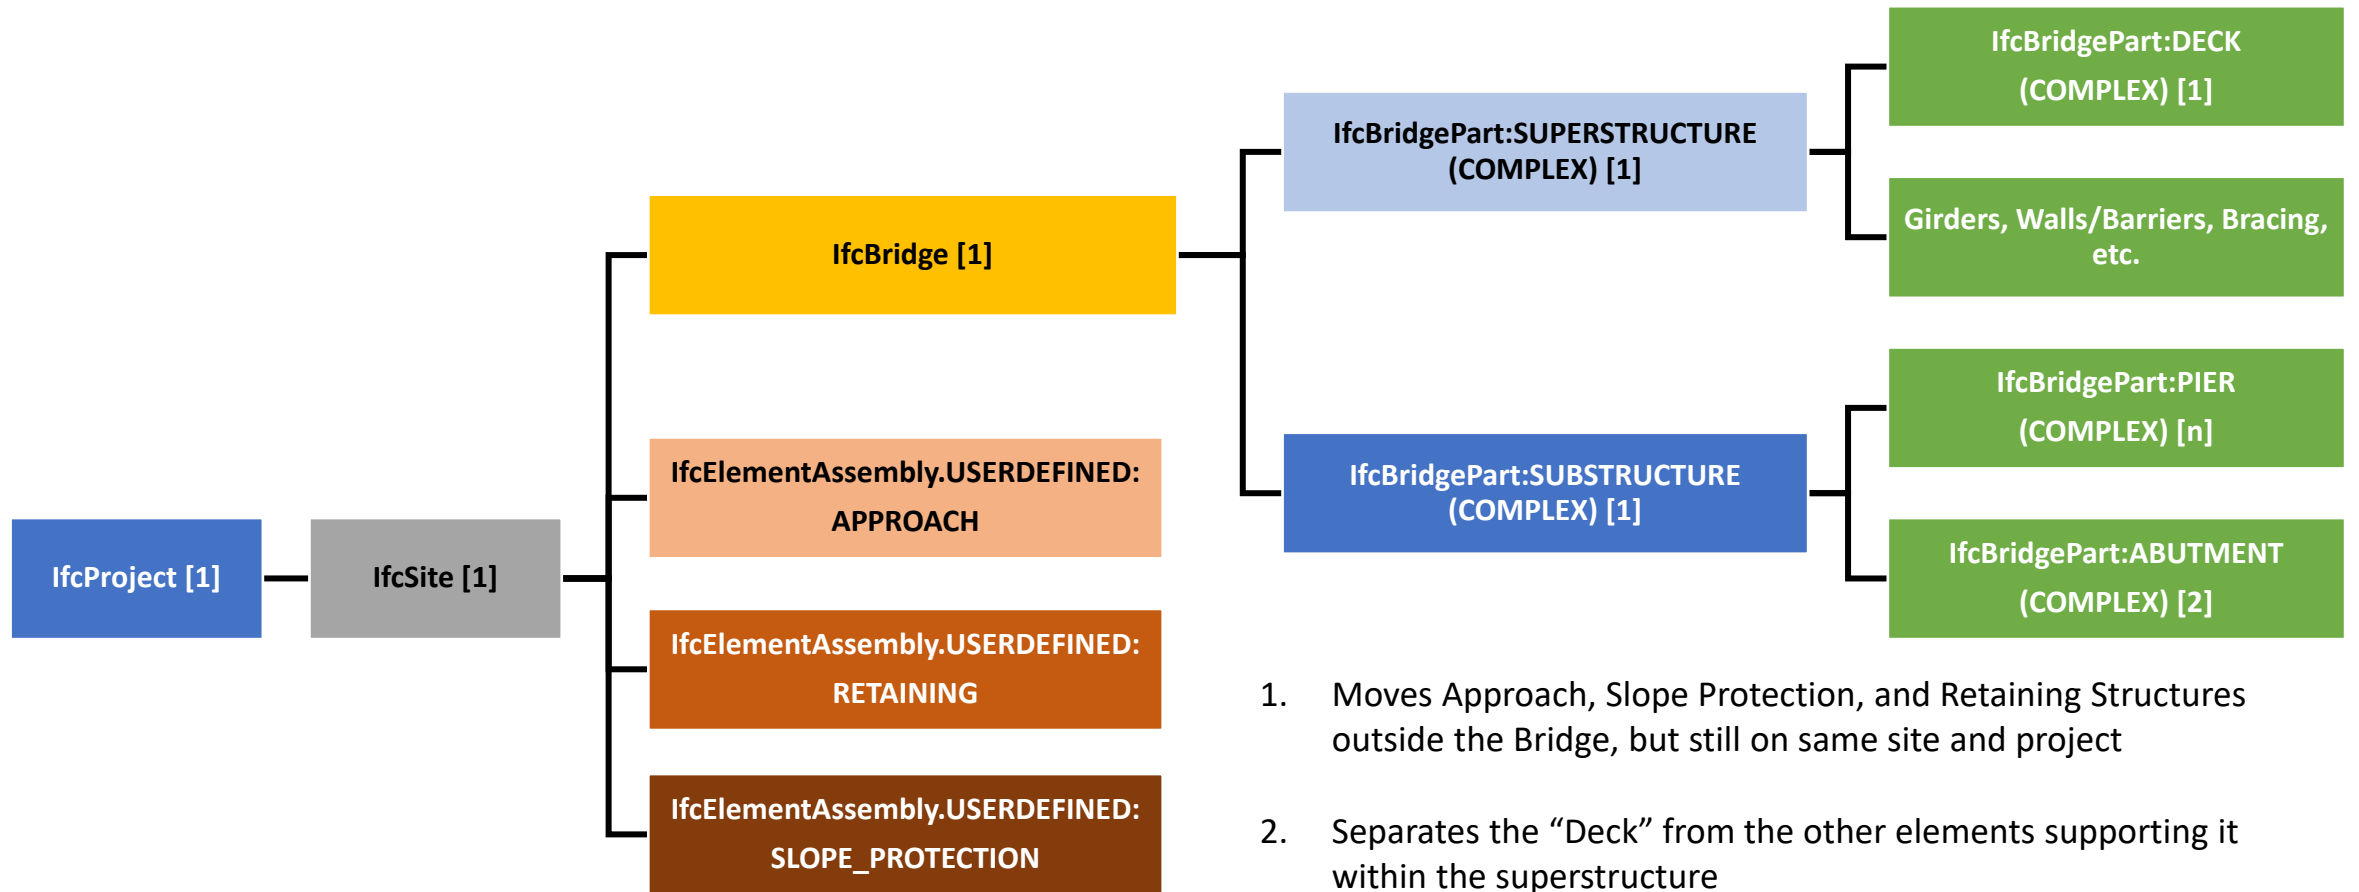 IfcProject [1]
IfcSite [1]
IfcBridge [1]
IfcElementAssembly.USERDEFINED:
APPROACH
IfcElementAssembly.USERDEFINED:
RETAINING
IfcElementAssembly.USERDEFINED:
SLOPE_PROTECTION
IfcBridgePart:SUPERSTRUCTURE
(COMPLEX) [1]
IfcBridgePart:SUBSTRUCTURE
(COMPLEX) [1]
IfcBridgePart:DECK
(COMPLEX) [1]
Girders, Walls/Barriers, Bracing,
etc.
IfcBridgePart:PIER
(COMPLEX) [n]
IfcBridgePart:ABUTMENT
(COMPLEX) [2]
1. Moves Approach, Slope Protection, and Retaining Structures
outside the Bridge, but still on same site and project
2. Separates the “Deck” from the other elements supporting it
within the superstructure